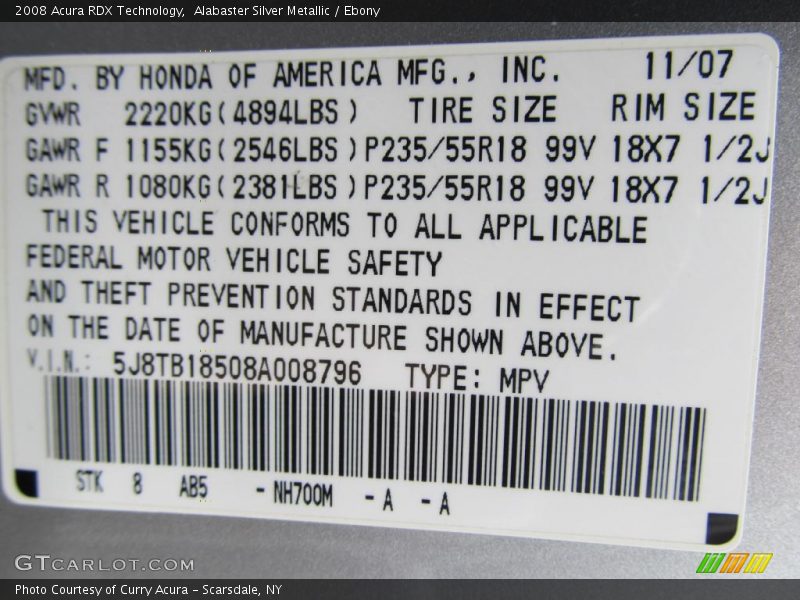 2008 Acura RDX Technology,  Alabaster Silver Metallic / Ebony
MFD. BY HONDA OF AMERICA MFG., INC. 11/07
GVWR 2220KG(4894LBS) TIRE SIZE RIM SIZE
GAWR F 1155KG(2546LBS)P235/55R18 99V 18X7 1/2J
GAWR R 1080KG(2381LBS)P235/55R18 99V 18X7 1/2J
THIS VEHICLE CONFORMS TO ALL APPLICABLE
FEDERAL MOTOR VEHICLE SAFETY
AND THEFT PREVENTION STANDARDS IN EFFECT
ON THE DATE OF MANUFACTURE SHOWN ABOVE.
V.I.N.: 5J8TB18508A008796 TYPE: MPV
STK 8 AB5 -NH700M -A -A
GTCARLOT.COM
Photo Courtesy of Curry Acura - Scarsdale, NY